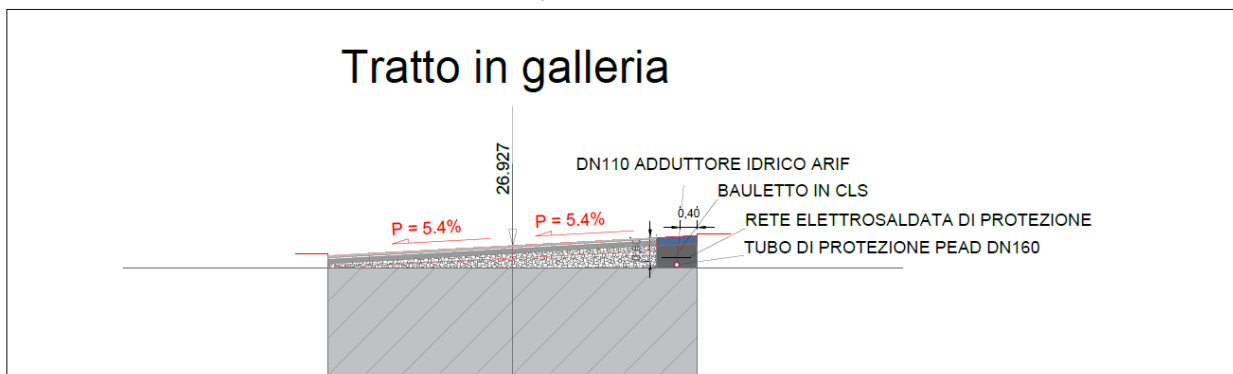 Tratto in galleria
26.927
DN110 ADDUTTORE IDRICO ARIF
BAULETTO IN CLS
0,40
P = 5.4%
P = 5.4%
RETE ELETTROSALDATA DI PROTEZIONE
TUBO DI PROTEZIONE PEAD DN160